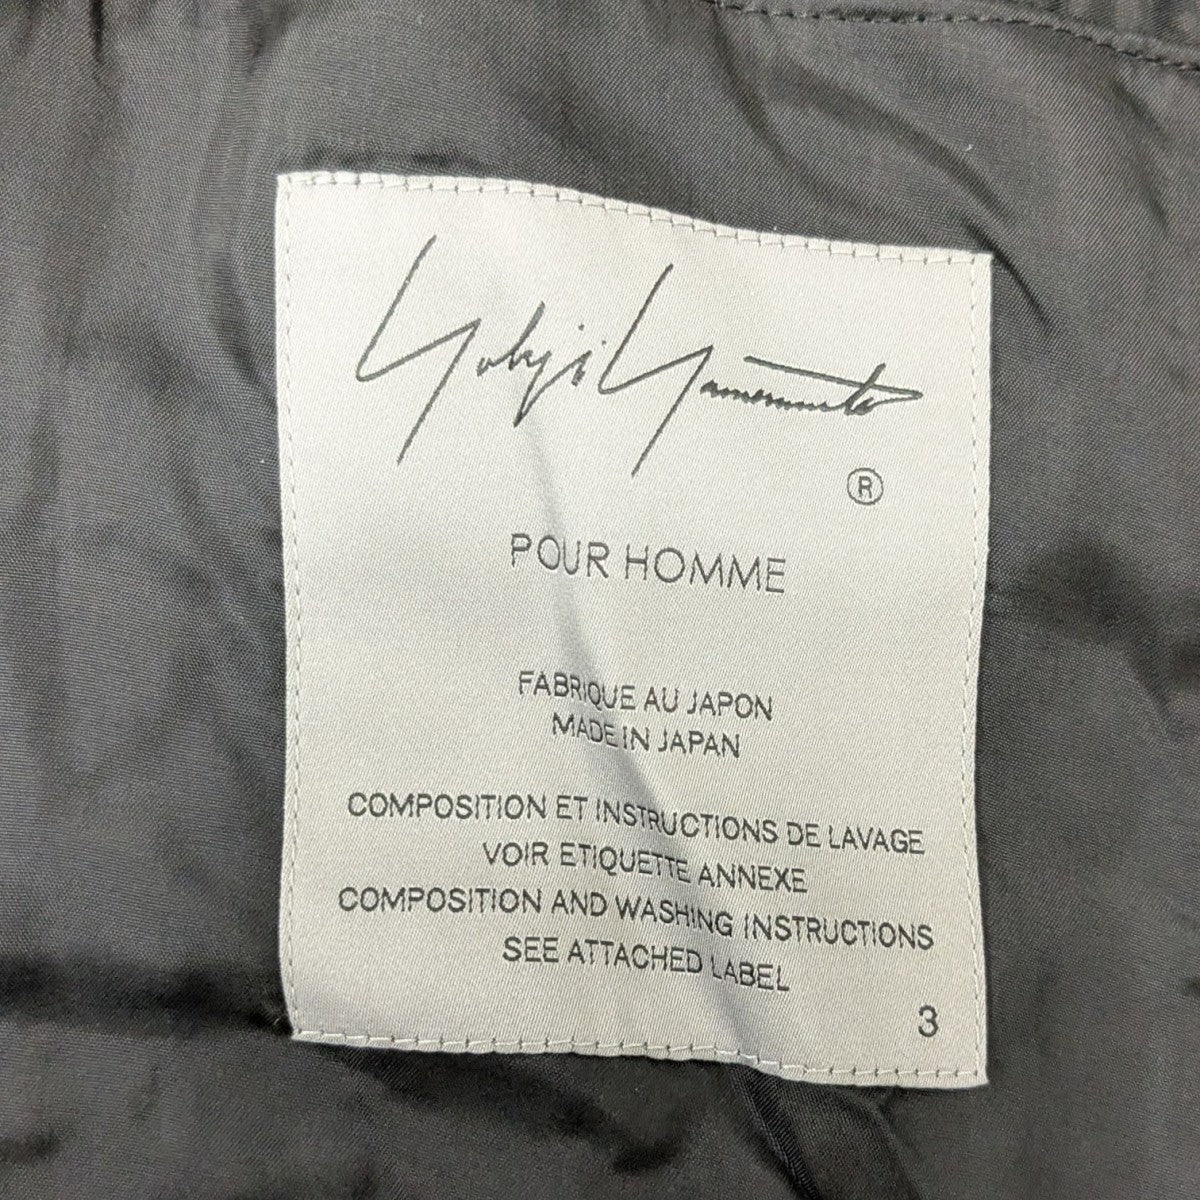 Yohji Yamamoto
®
POUR HOMME
FABRIQUE AU JAPON
MADE IN JAPAN
COMPOSITION ET INSTRUCTIONS DE LAVAGE
VOIR ETIQUETTE ANNEXE
COMPOSITION AND WASHING INSTRUCTIONS
SEE ATTACHED LABEL
3